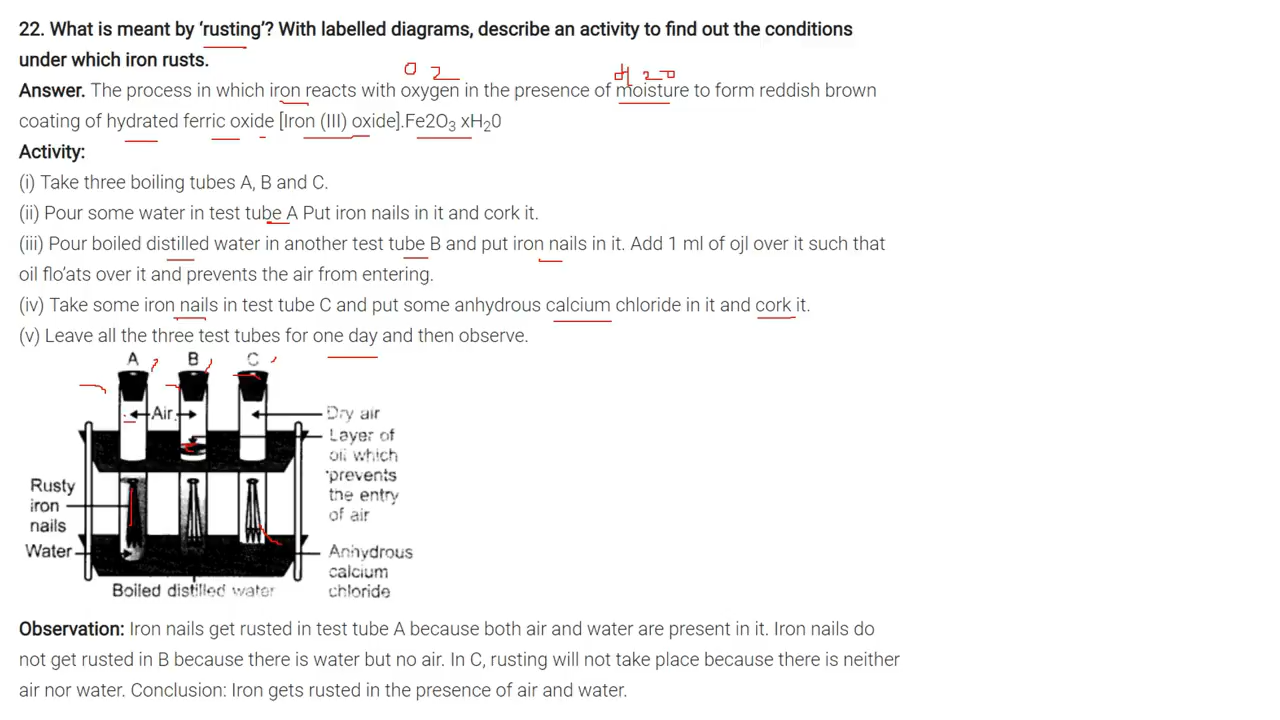 22. What is meant by ‘rusting’? With labelled diagrams, describe an activity to find out the conditions
under which iron rusts.
O 2 H 2 O
Answer. The process in which iron reacts with oxygen in the presence of moisture to form reddish brown
coating of hydrated ferric oxide [Iron (III) oxide].Fe2O₃ xH₂0
Activity:
(i) Take three boiling tubes A, B and C.
(ii) Pour some water in test tube A Put iron nails in it and cork it.
(iii) Pour boiled distilled water in another test tube B and put iron nails in it. Add 1 ml of ojl over it such that
oil flo’ats over it and prevents the air from entering.
(iv) Take some iron nails in test tube C and put some anhydrous calcium chloride in it and cork it.
(v) Leave all the three test tubes for one day and then observe.
A B C
Air
Dry air
Layer of
oil which
prevents
the entry
of air
Rusty
iron
nails
Water
Anhydrous
calcium
chloride
Boiled distilled water
Observation: Iron nails get rusted in test tube A because both air and water are present in it. Iron nails do
not get rusted in B because there is water but no air. In C, rusting will not take place because there is neither
air nor water. Conclusion: Iron gets rusted in the presence of air and water.